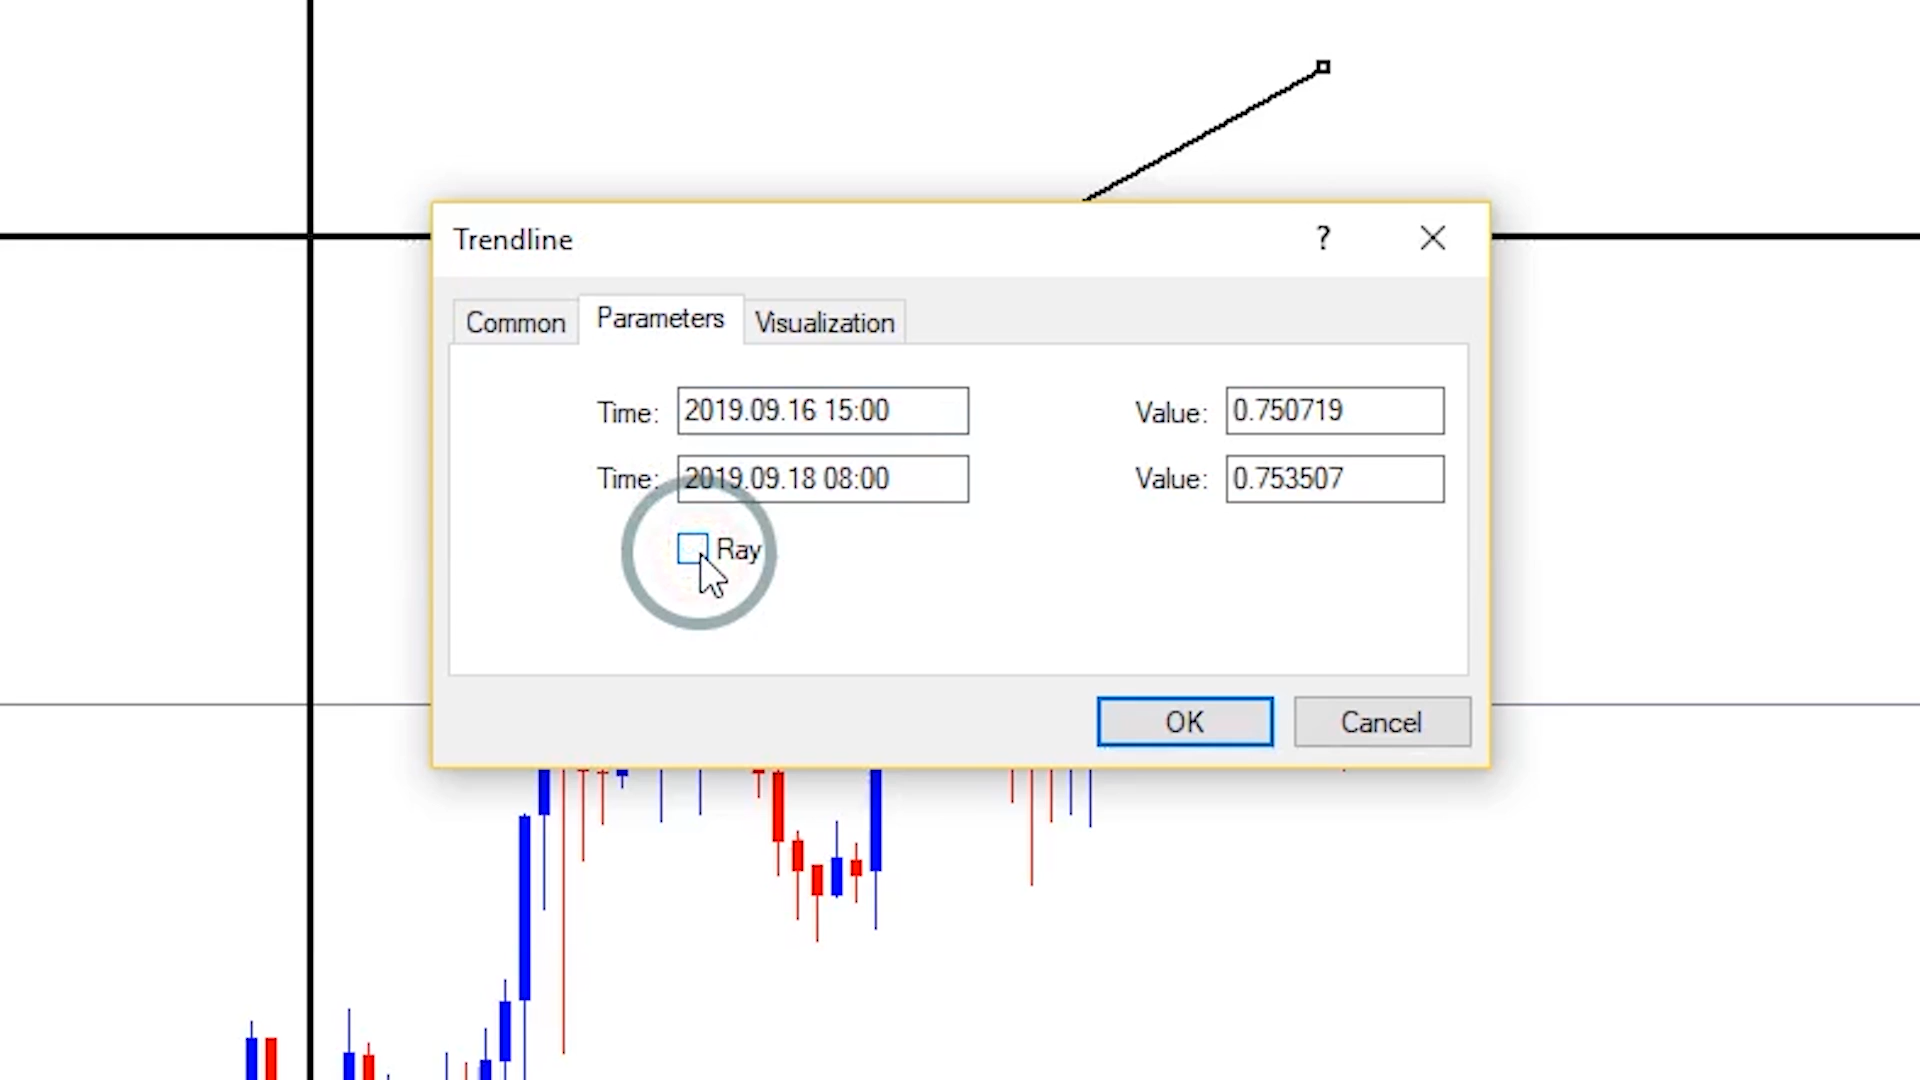 Trendline ?
Common Parameters Visualization
Time: 2019.09.16 15:00 Value: 0.750719
Time: 2019.09.18 08:00 Value: 0.753507
Ray
OK Cancel